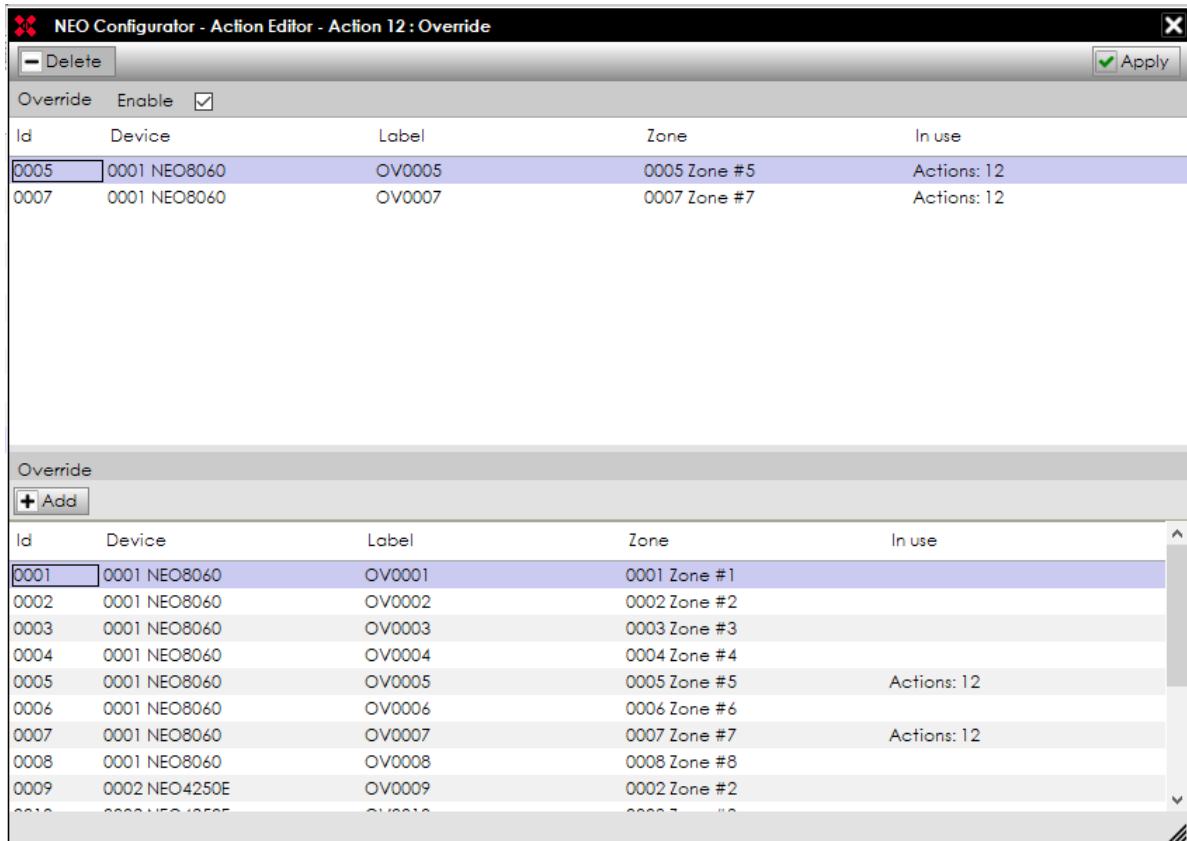 NEO Configurator - Action Editor - Action 12 : Override
Delete Apply
Override Enable
Id Device Label Zone In use
0005 0001 NEO8060 OV0005 0005 Zone #5 Actions: 12
0007 0001 NEO8060 OV0007 0007 Zone #7 Actions: 12
Override
Add
Id Device Label Zone In use
0001 0001 NEO8060 OV0001 0001 Zone #1
0002 0001 NEO8060 OV0002 0002 Zone #2
0003 0001 NEO8060 OV0003 0003 Zone #3
0004 0001 NEO8060 OV0004 0004 Zone #4
0005 0001 NEO8060 OV0005 0005 Zone #5 Actions: 12
0006 0001 NEO8060 OV0006 0006 Zone #6
0007 0001 NEO8060 OV0007 0007 Zone #7 Actions: 12
0008 0001 NEO8060 OV0008 0008 Zone #8
0009 0002 NEO4250E OV0009 0002 Zone #2